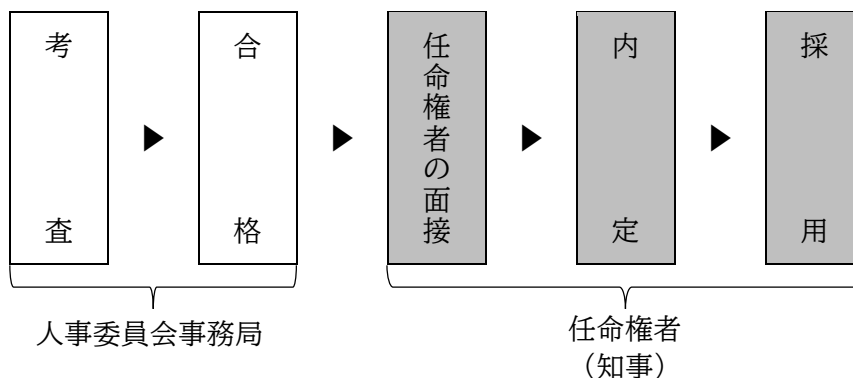 考査
合格
任命権者の面接
内定
採用
人事委員会事務局
任命権者
（知事）